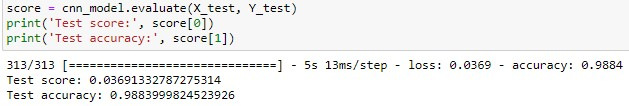 score = cnn_model.evaluate(X_test, Y_test)
print('Test score:', score[0])
print('Test accuracy:', score[1])
313/313 [==============================] - 5s 13ms/step - loss: 0.0369 - accuracy: 0.9884
Test score: 0.03691332787275314
Test accuracy: 0.9883999824523926